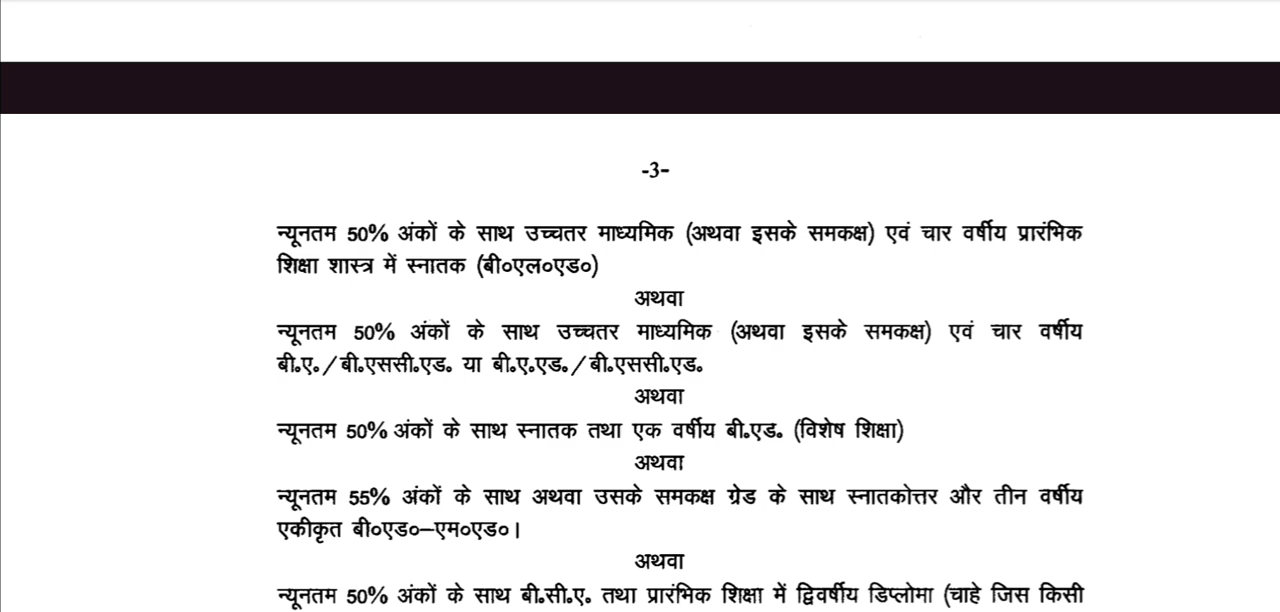 -3-
न्यूनतम 50% अंकों के साथ उच्चतर माध्यमिक (अथवा इसके समकक्ष) एवं चार वर्षीय प्रारंभिक
शिक्षा शास्त्र में स्नातक (बी०एल०एड०)
अथवा
न्यूनतम 50% अंकों के साथ उच्चतर माध्यमिक (अथवा इसके समकक्ष) एवं चार वर्षीय
बी.ए./बी.एससी.एड. या बी.ए.एड./बी.एससी.एड.
अथवा
न्यूनतम 50% अंकों के साथ स्नातक तथा एक वर्षीय बी.एड. (विशेष शिक्षा)
अथवा
न्यूनतम 55% अंकों के साथ अथवा उसके समकक्ष ग्रेड के साथ स्नातकोत्तर और तीन वर्षीय
एकीकृत बी०एड०–एम०एड०।
अथवा
न्यूनतम 50% अंकों के साथ बी.सी.ए. तथा प्रारंभिक शिक्षा में द्विवर्षीय डिप्लोमा (चाहे जिस किसी